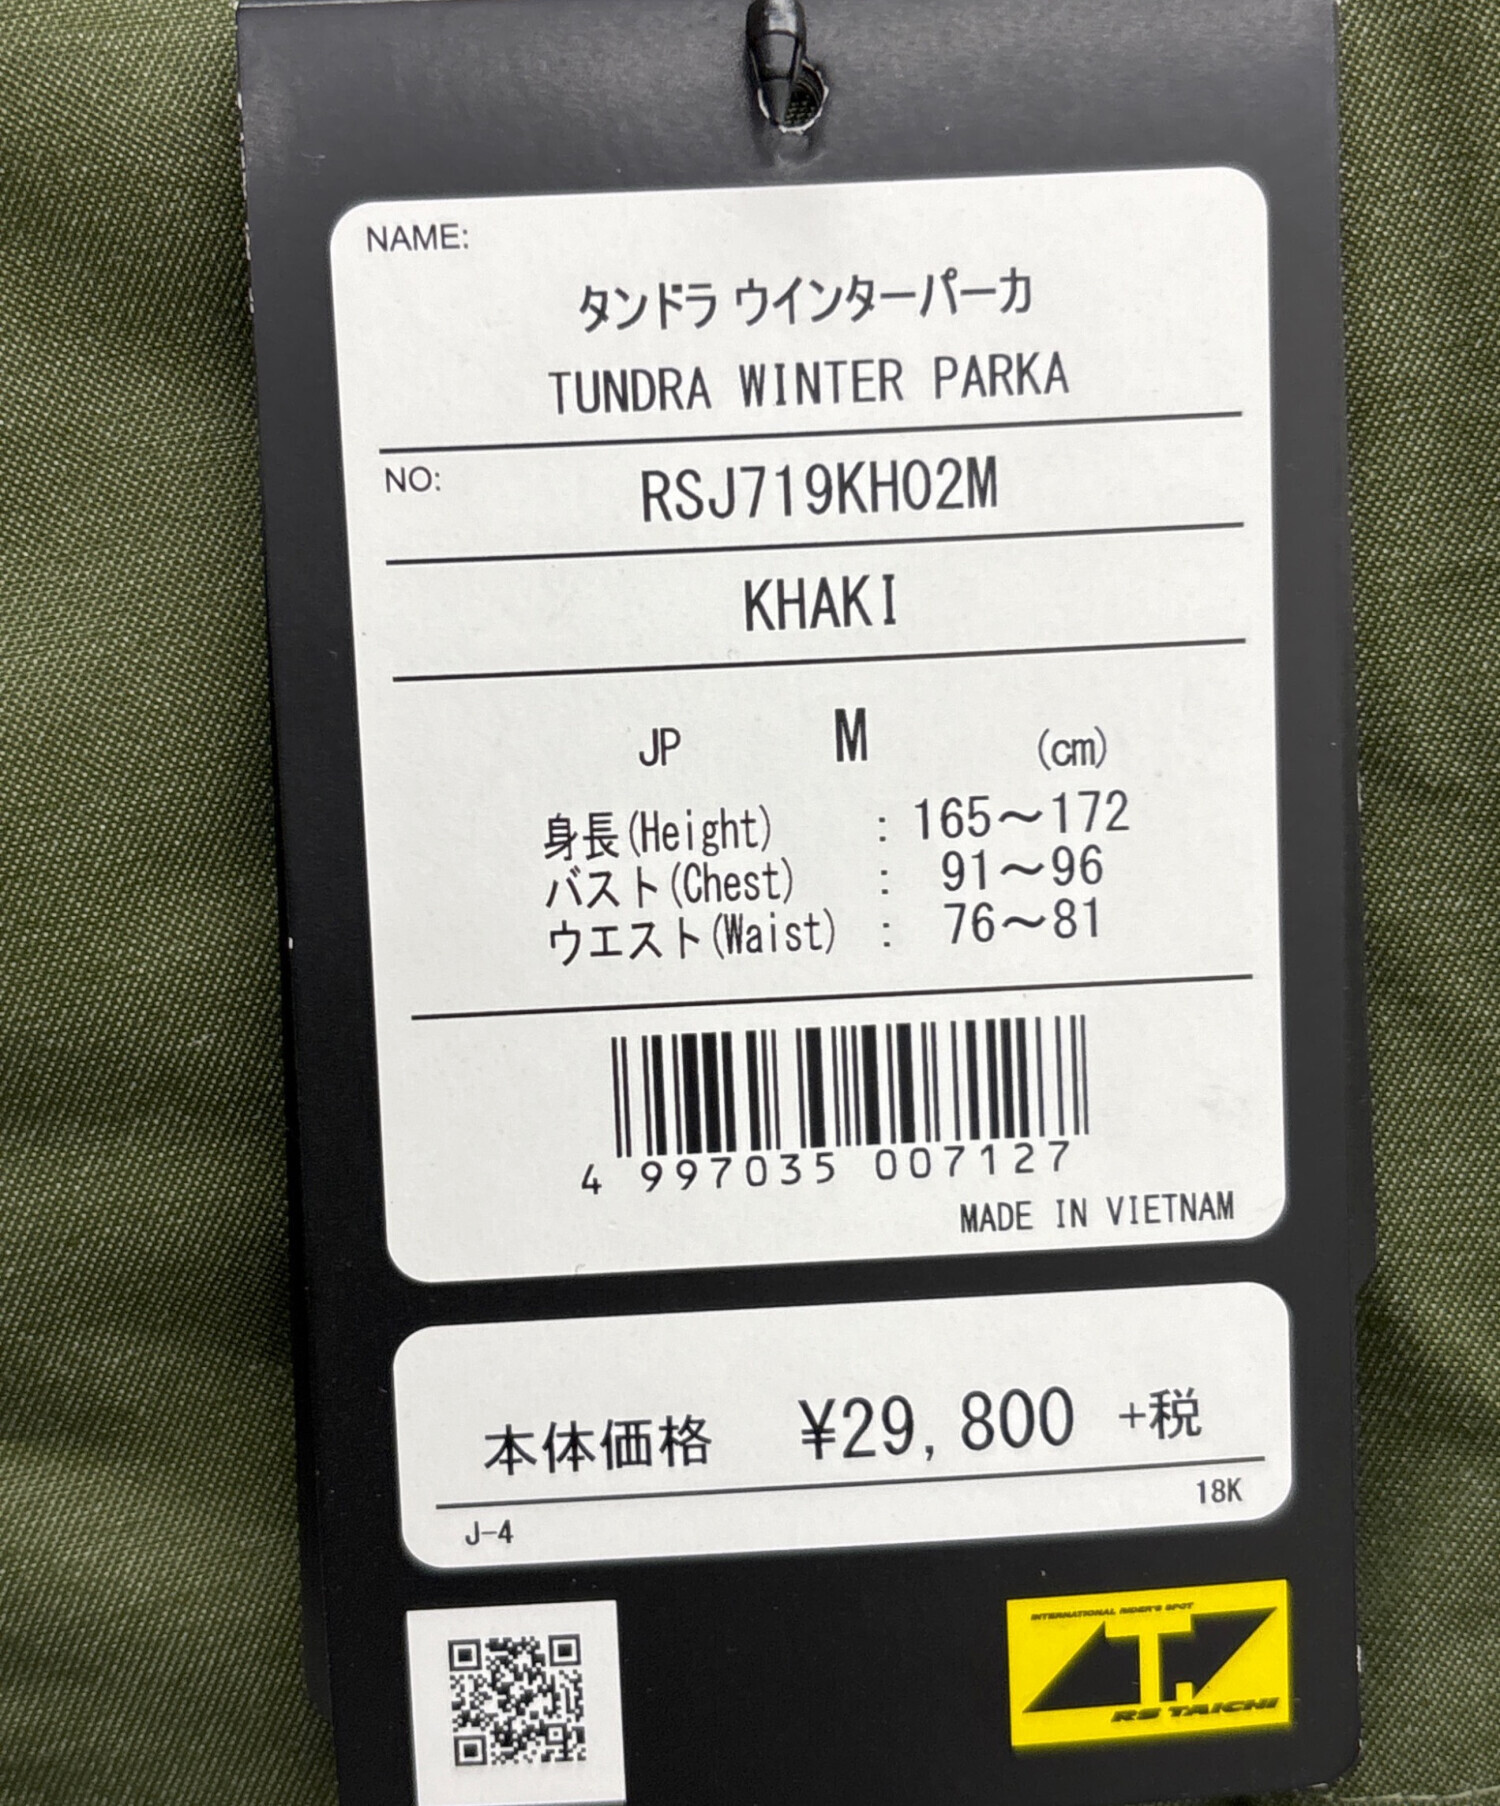 NAME:
タンドラ ウインターパーカ
TUNDRA WINTER PARKA
NO: RSJ719KH02M
KHAKI
JP M (cm)
身長(Height) : 165～172
バスト(Chest) : 91～96
ウエスト(Waist) : 76～81
4 997035 007127
MADE IN VIETNAM
本体価格 ¥29,800 +税
J-4 18K
INTERNATIONAL RIDER'S SPOT
RS TAICHI